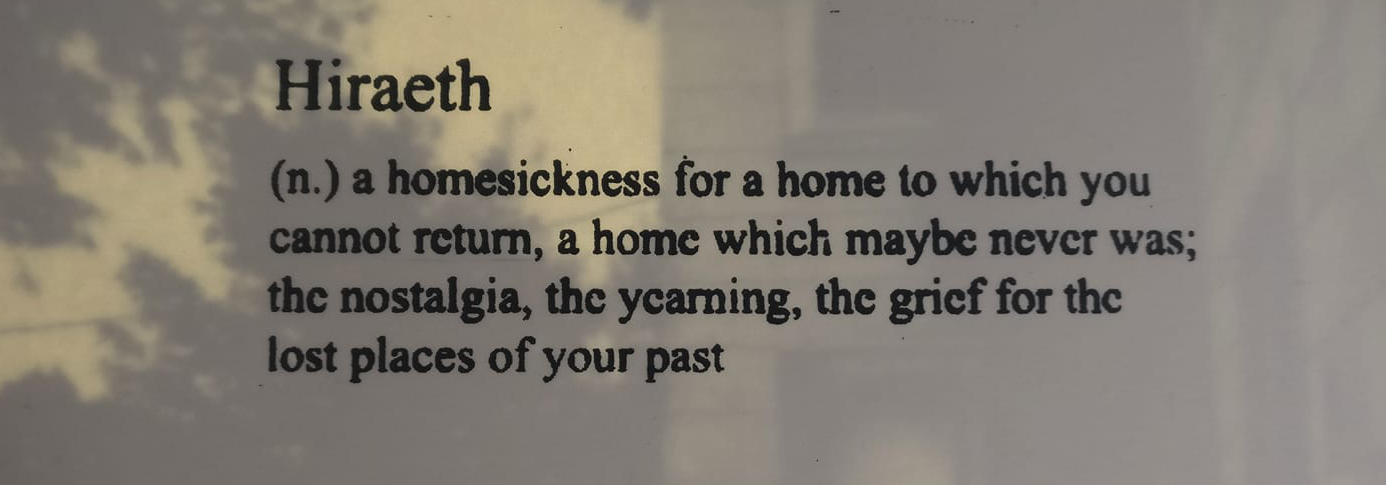 Hiraeth
(n.) a homesickness for a home to which you
cannot return, a home which maybe never was;
the nostalgia, the yearning, the grief for the
lost places of your past